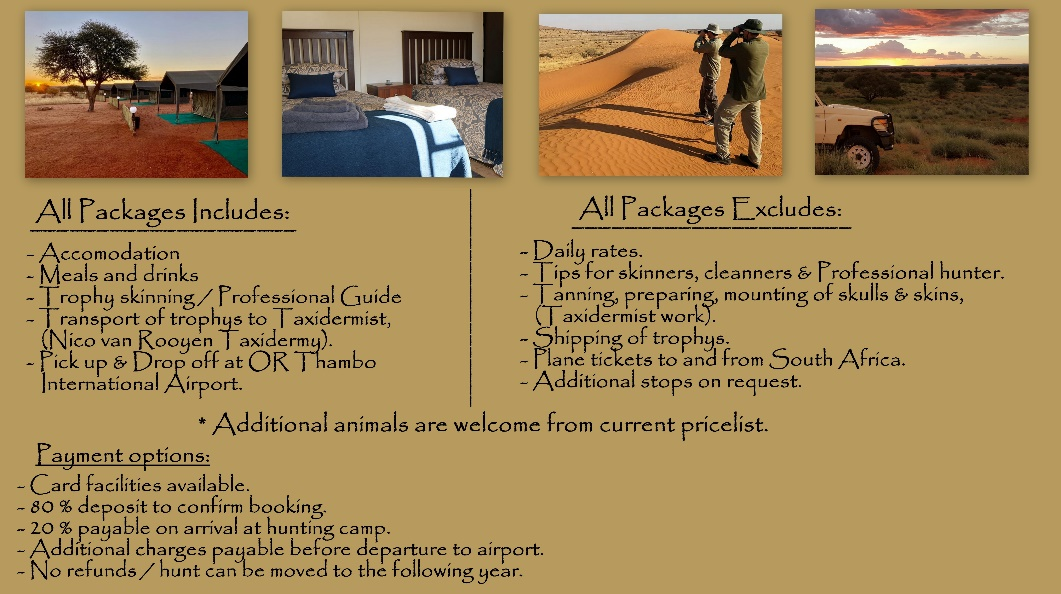 All Packages Includes:
- Accomodation
- Meals and drinks
- Trophy skinning / Professional Guide
- Transport of trophys to Taxidermist,
(Nico van Rooyen Taxidermy).
- Pick up & Drop off at OR Thambo
International Airport.
All Packages Excludes:
- Daily rates.
- Tips for skinners, cleanners & Professional hunter.
- Tanning, preparing, mounting of skulls & skins,
(Taxidermist work).
- Shipping of trophys.
- Plane tickets to and from South Africa.
- Additional stops on request.
* Additional animals are welcome from current pricelist.
Payment options:
- Card facilities available.
- 80 % deposit to confirm booking.
- 20 % payable on arrival at hunting camp.
- Additional charges payable before departure to airport.
- No refunds / hunt can be moved to the following year.